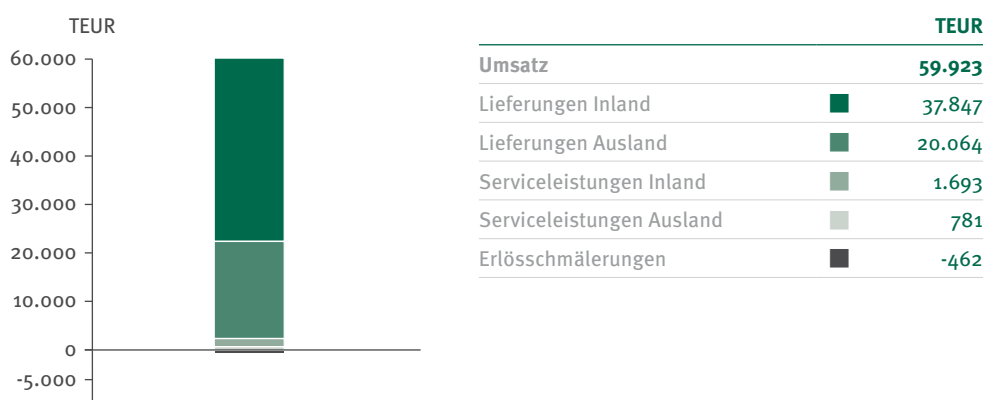 TEUR
60.000
50.000
40.000
30.000
20.000
10.000
0
-5.000
TEUR
Umsatz 59.923
Lieferungen Inland 37.847
Lieferungen Ausland 20.064
Serviceleistungen Inland 1.693
Serviceleistungen Ausland 781
Erlösschmälerungen -462